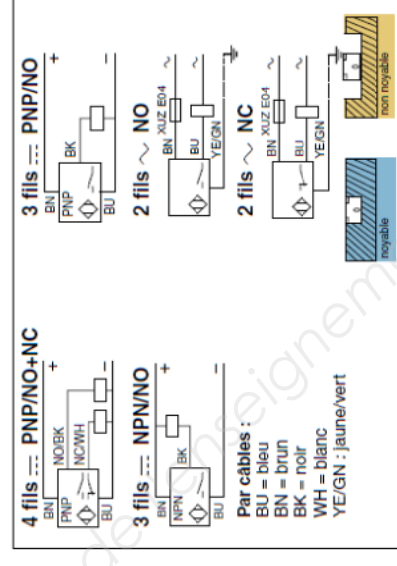 4 fils PNP/NO+NC
BN
+
PNP
NO/BK
NC/WH
BU
−
3 fils PNP/NO
BN
+
PNP
BK
BU
−
3 fils NPN/NO
BN
+
NPN
BK
BU
−
2 fils ~ NO
BN XUZ E04 ~
BU ~
YE/GN
2 fils ~ NC
BN XUZ E04 ~
BU ~
YE/GN
Par câbles :
BU = bleu
BN = brun
BK = noir
WH = blanc
YE/GN : jaune/vert
noyable
non noyable
de enseignem